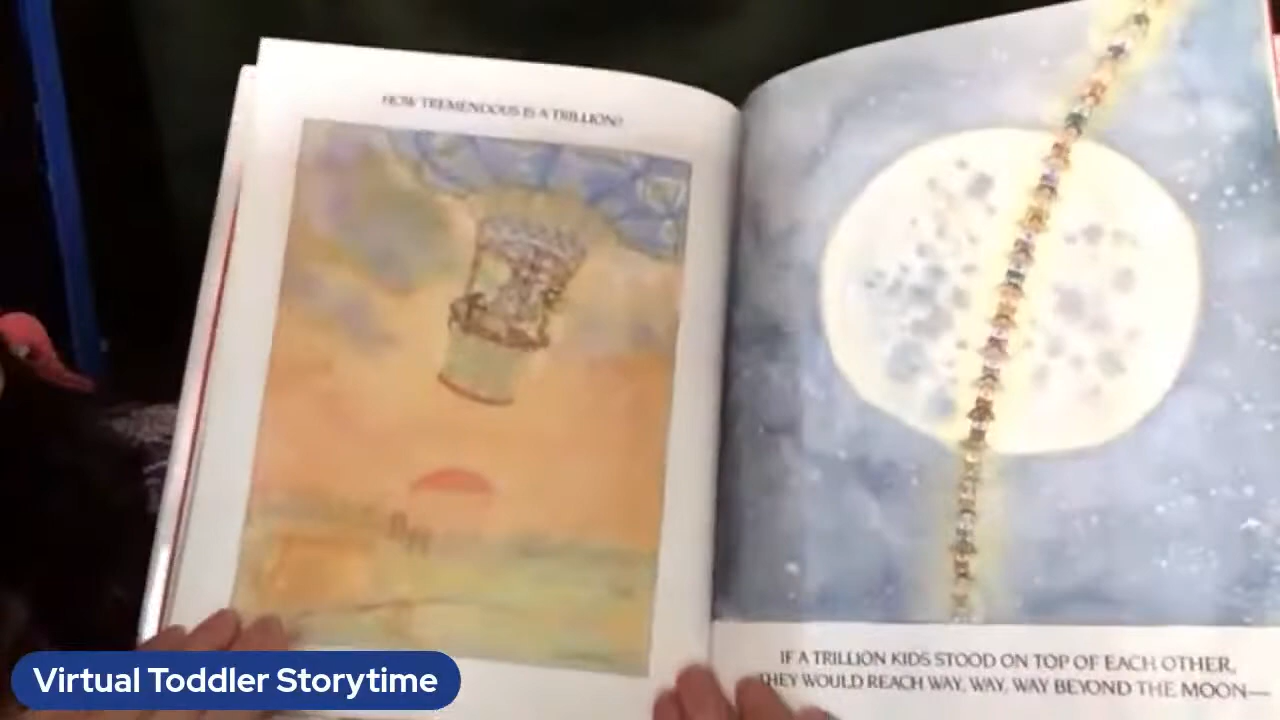 HOW TREMENDOUS IS A TRILLION?
IF A TRILLION KIDS STOOD ON TOP OF EACH OTHER,
THEY WOULD REACH WAY, WAY, WAY BEYOND THE MOON—
Virtual Toddler Storytime